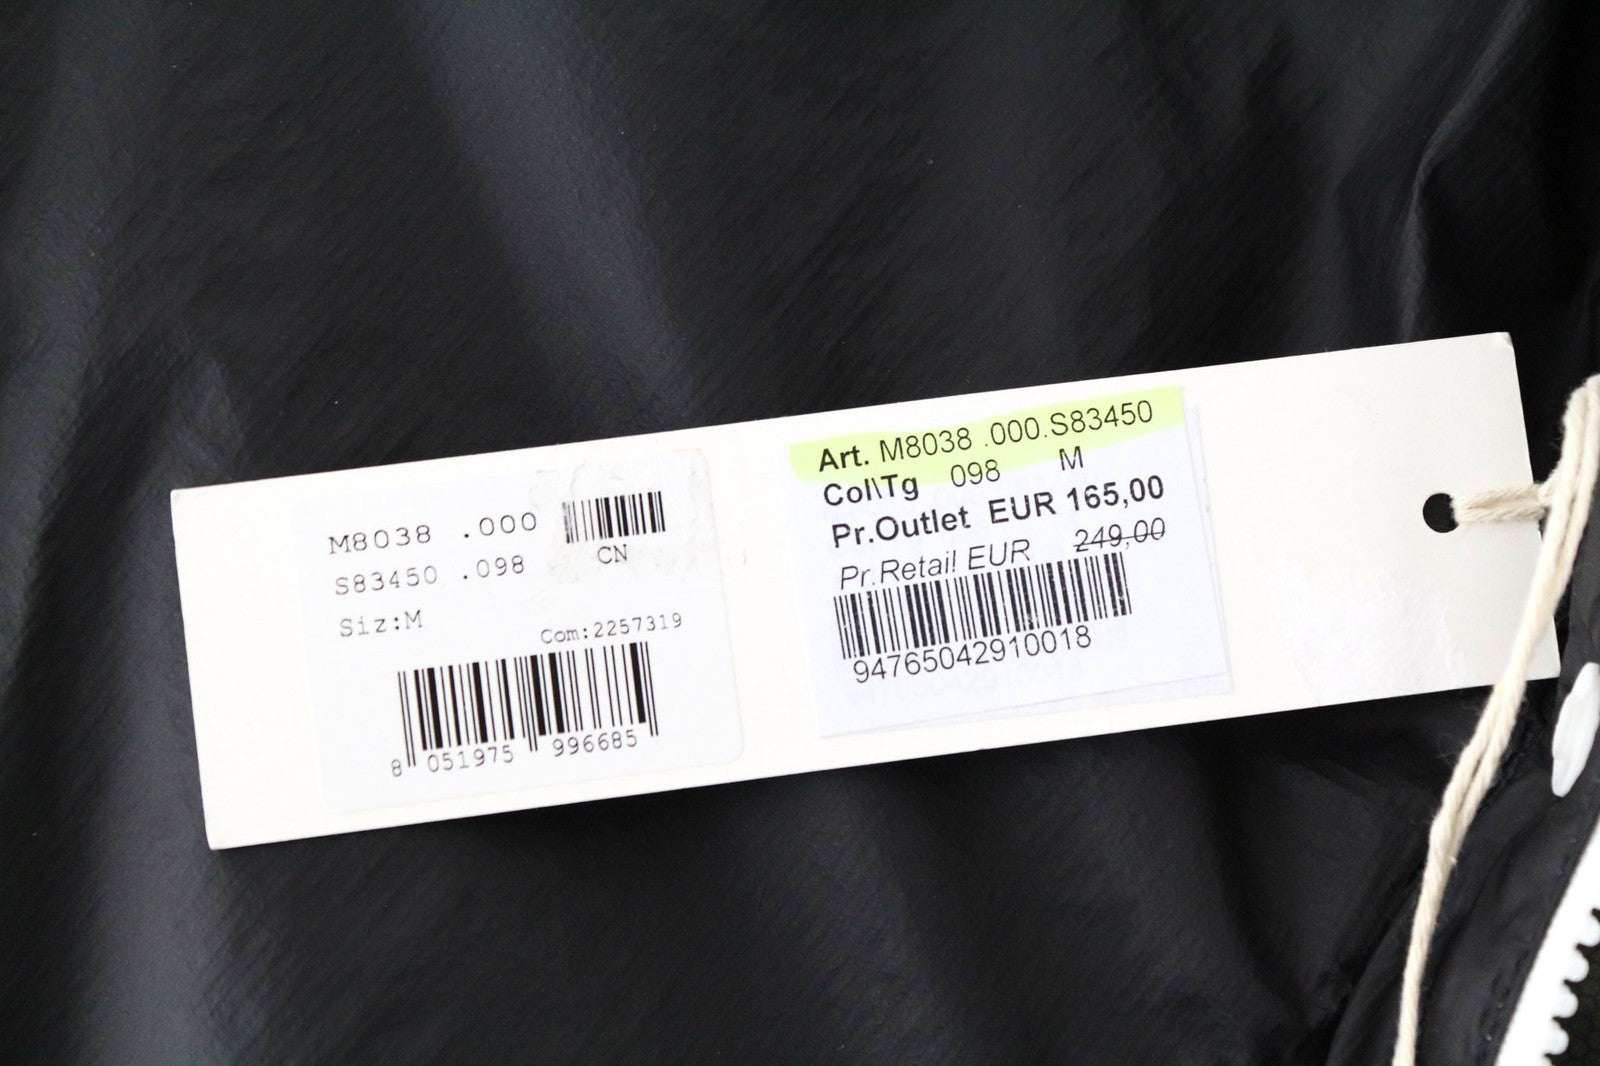 M8038 .000
CN
S83450 .098
Siz:M
Com:2257319
8 051975 996685
Art. M8038 .000.S83450
Col\Tg 098 M
Pr.Outlet EUR 165,00
Pr.Retail EUR 249,00
94765042910018